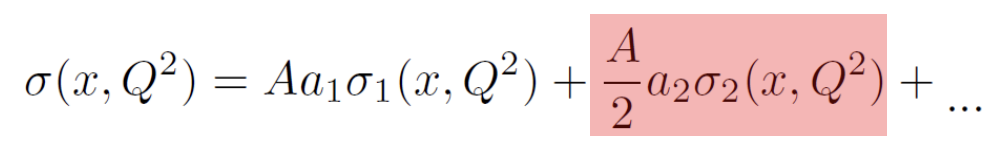 σ(x, Q²) = Aa₁σ₁(x, Q²) + A/2 a₂σ₂(x, Q²) + ...